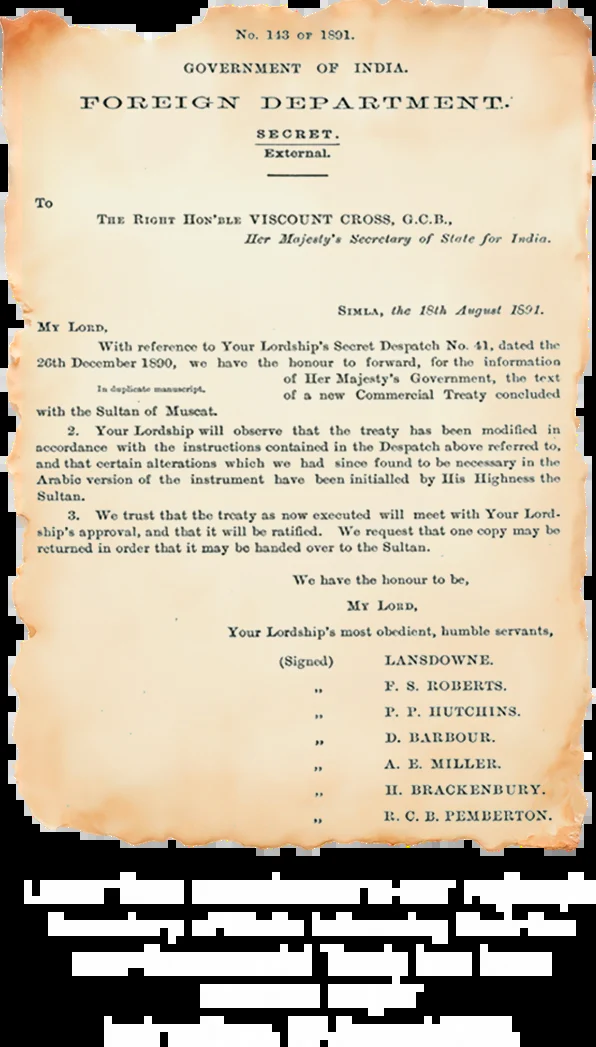 No. 143 OF 1891.
GOVERNMENT OF INDIA.
FOREIGN DEPARTMENT.
SECRET.
External.
To
THE RIGHT HON'BLE VISCOUNT CROSS, G.C.B.,
Her Majesty's Secretary of State for India.
SIMLA, the 18th August 1891.
MY LORD,
With reference to Your Lordship's Secret Despatch No. 41, dated the
26th December 1890, we have the honour to forward, for the information
of Her Majesty's Government, the text
In duplicate manuscript.
of a new Commercial Treaty concluded
with the Sultan of Muscat.
2. Your Lordship will observe that the treaty has been modified in
accordance with the instructions contained in the Despatch above referred to,
and that certain alterations which we had since found to be necessary in the
Arabic version of the instrument have been initialled by His Highness the
Sultan.
3. We trust that the treaty as now executed will meet with Your Lord-
ship's approval, and that it will be ratified. We request that one copy may be
returned in order that it may be handed over to the Sultan.
We have the honour to be,
MY LORD,
Your Lordship's most obedient, humble servants,
(Signed) LANSDOWNE.
„ F. S. ROBERTS.
„ P. P. HUTCHINS.
„ D. BARBOUR.
„ A. E. MILLER.
„ H. BRACKENBURY.
„ R. C. B. PEMBERTON.